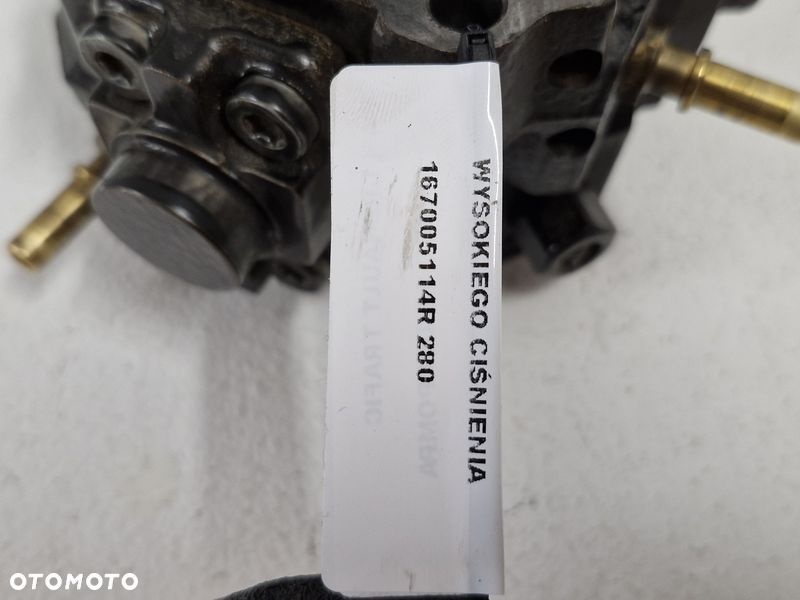 WYSOKIEGO CIŚNIENIA
167005114R 280
OTOMOTO